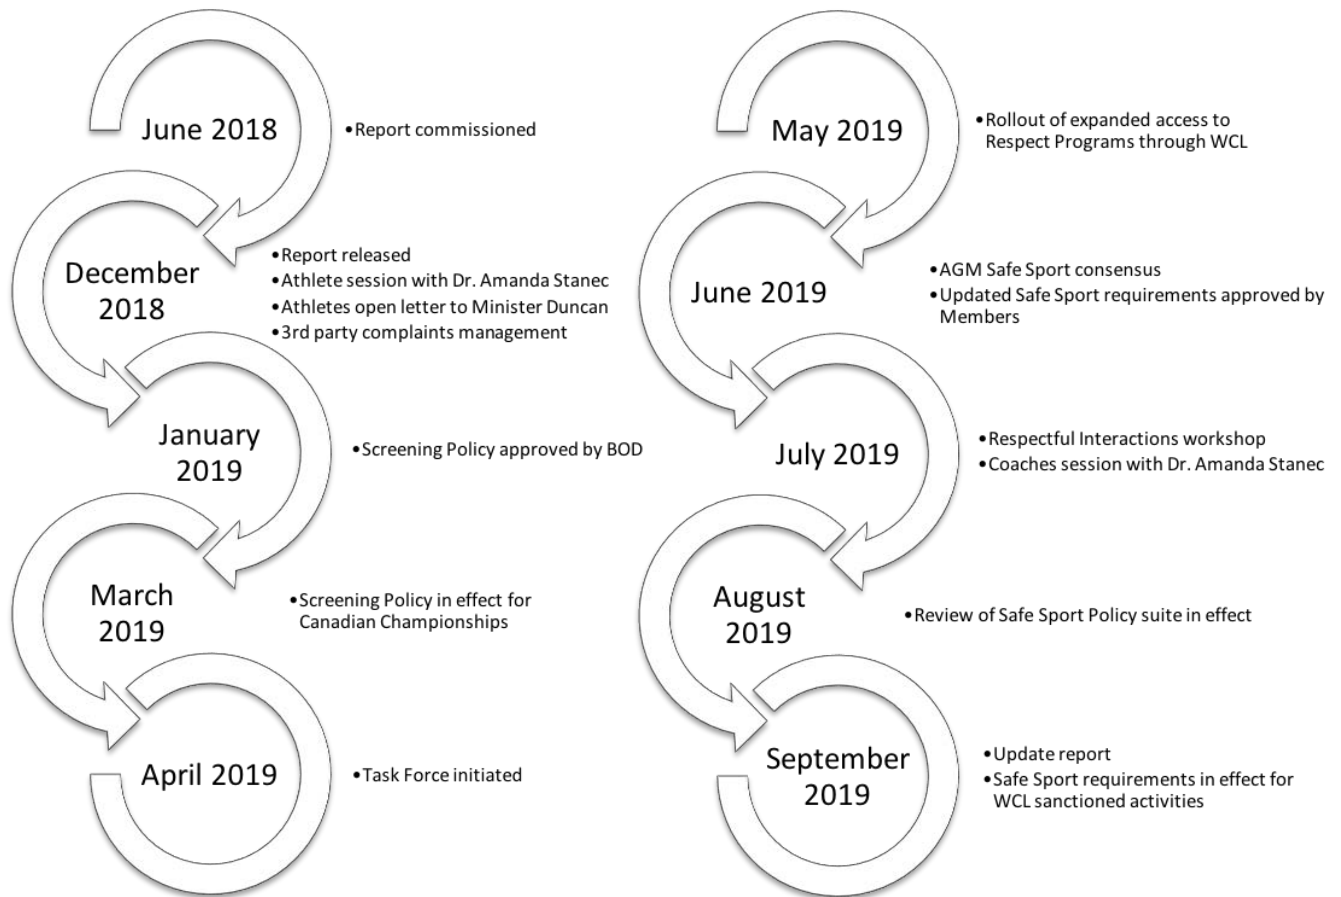 June 2018
•Report commissioned
December
2018
•Report released
•Athlete session with Dr. Amanda Stanec
•Athletes open letter to Minister Duncan
•3rd party complaints management
January
2019
•Screening Policy approved by BOD
March
2019
•Screening Policy in effect for
Canadian Championships
April 2019
•Task Force initiated
May 2019
•Rollout of expanded access to
Respect Programs through WCL
June 2019
•AGM Safe Sport consensus
•Updated Safe Sport requirements approved by
Members
July 2019
•Respectful Interactions workshop
•Coaches session with Dr. Amanda Stanec
August
2019
•Review of Safe Sport Policy suite in effect
September
2019
•Update report
•Safe Sport requirements in effect for
WCL sanctioned activities